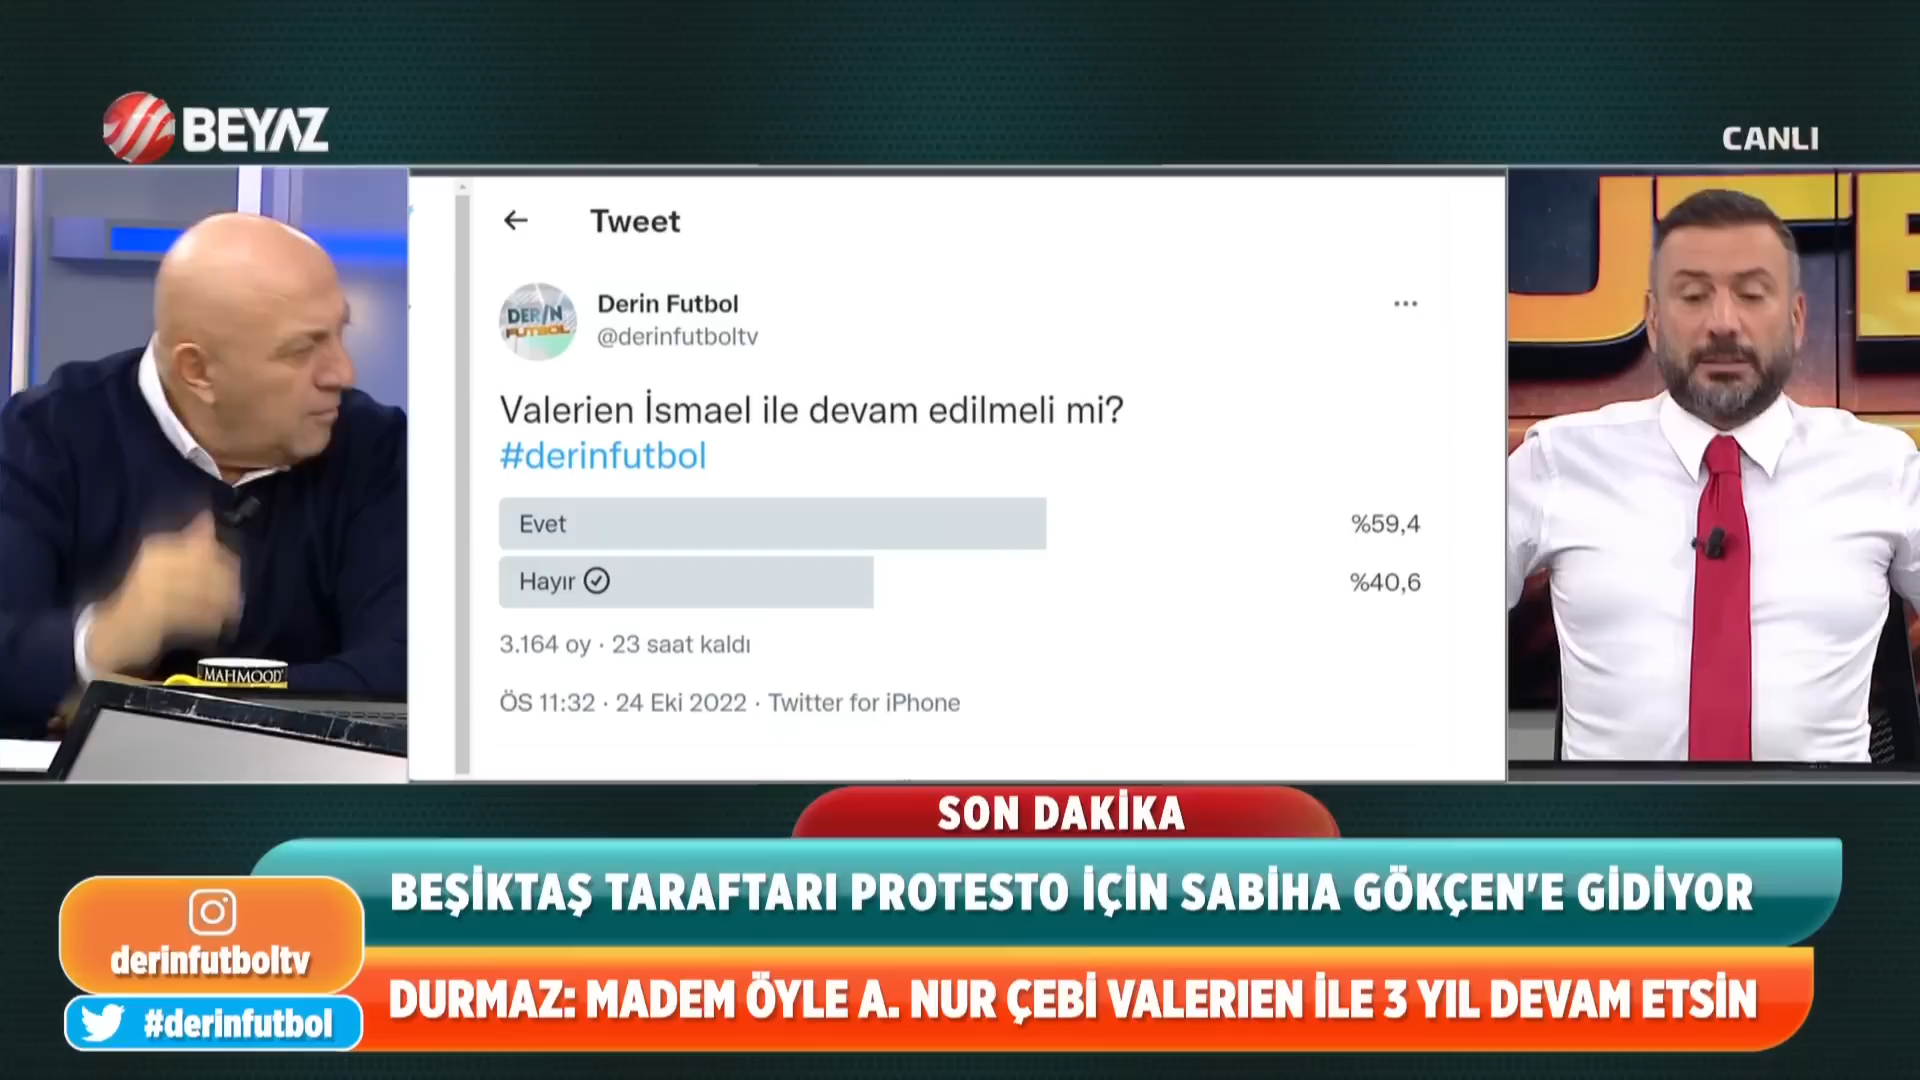 BEYAZ
CANLI
Tweet
DERİN
FUTBOL
Derin Futbol
@derinfutboltv
Valerien İsmael ile devam edilmeli mi?
#derinfutbol
Evet %59,4
Hayır %40,6
3.164 oy · 23 saat kaldı
ÖS 11:32 · 24 Eki 2022 · Twitter for iPhone
MAHMOOD
SON DAKİKA
BEŞİKTAŞ TARAFTARI PROTESTO İÇİN SABİHA GÖKÇEN'E GİDİYOR
derinfutboltv
DURMAZ: MADEM ÖYLE A. NUR ÇEBİ VALERIEN İLE 3 YIL DEVAM ETSİN
#derinfutbol